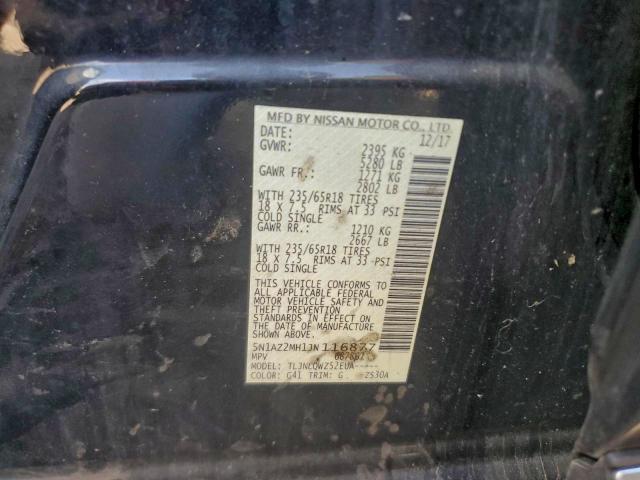 MFD BY NISSAN MOTOR CO., LTD.
DATE: 12/17
GVWR: 2395 KG
5280 LB
GAWR FR.: 1271 KG
2802 LB
WITH 235/65R18 TIRES
18 X 7.5 RIMS AT 33 PSI
COLD SINGLE
GAWR RR.: 1210 KG
2667 LB
WITH 235/65R18 TIRES
18 X 7.5 RIMS AT 33 PSI
COLD SINGLE
THIS VEHICLE CONFORMS TO
ALL APPLICABLE FEDERAL
MOTOR VEHICLE SAFETY AND
THEFT PREVENTION
STANDARDS IN EFFECT ON
THE DATE OF MANUFACTURE
SHOWN ABOVE.
5N1AZ2MH1JN116877
MPV
MODEL: TLJNLQWZ52EUA-----
COLOR: G41 TRIM: G